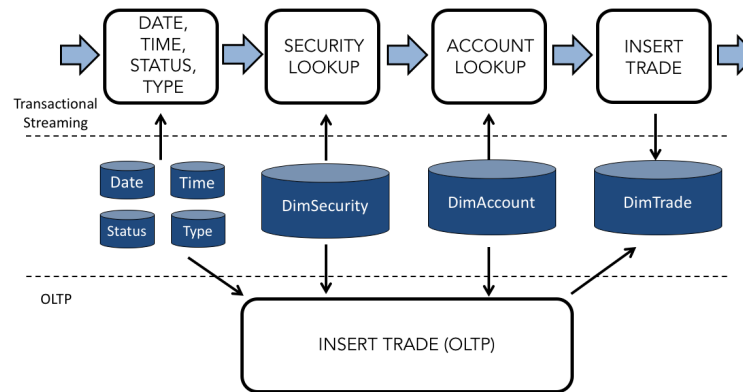 DATE,
TIME,
STATUS,
TYPE
SECURITY
LOOKUP
ACCOUNT
LOOKUP
INSERT
TRADE
Transactional
Streaming
Date
Time
Status
Type
DimSecurity
DimAccount
DimTrade
OLTP
INSERT TRADE (OLTP)